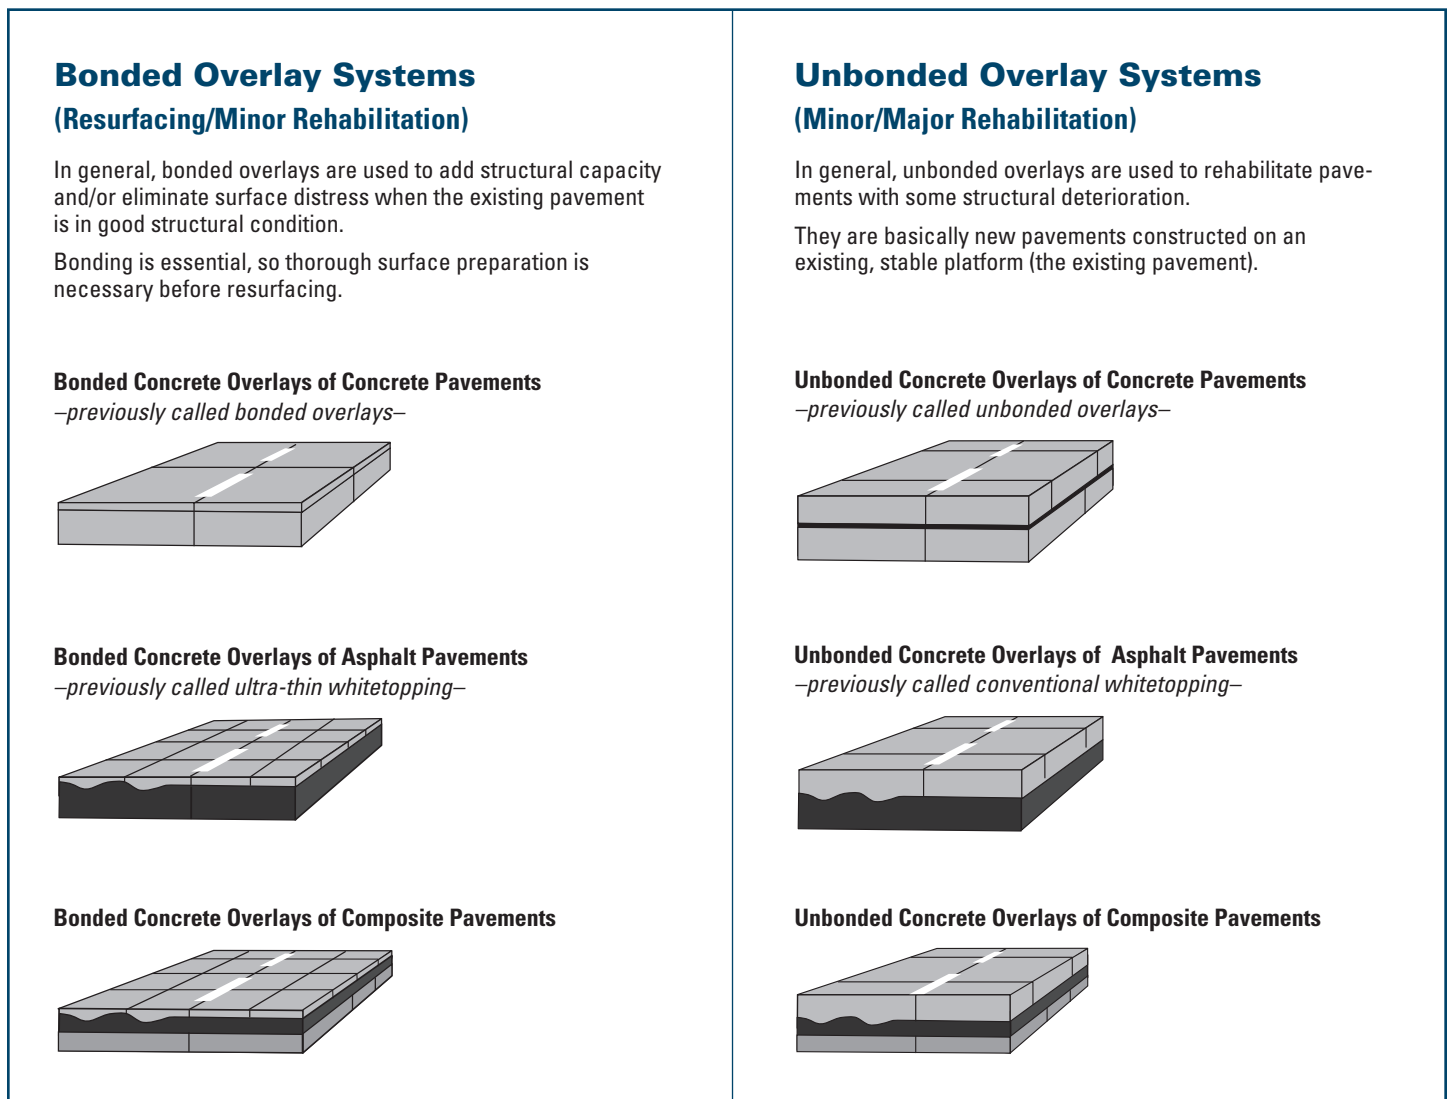 Bonded Overlay Systems
(Resurfacing/Minor Rehabilitation)
In general, bonded overlays are used to add structural capacity
and/or eliminate surface distress when the existing pavement
is in good structural condition.
Bonding is essential, so thorough surface preparation is
necessary before resurfacing.
Bonded Concrete Overlays of Concrete Pavements
–previously called bonded overlays–
Bonded Concrete Overlays of Asphalt Pavements
–previously called ultra-thin whitetopping–
Bonded Concrete Overlays of Composite Pavements
Unbonded Overlay Systems
(Minor/Major Rehabilitation)
In general, unbonded overlays are used to rehabilitate pave-
ments with some structural deterioration.
They are basically new pavements constructed on an
existing, stable platform (the existing pavement).
Unbonded Concrete Overlays of Concrete Pavements
–previously called unbonded overlays–
Unbonded Concrete Overlays of  Asphalt Pavements
–previously called conventional whitetopping–
Unbonded Concrete Overlays of Composite Pavements